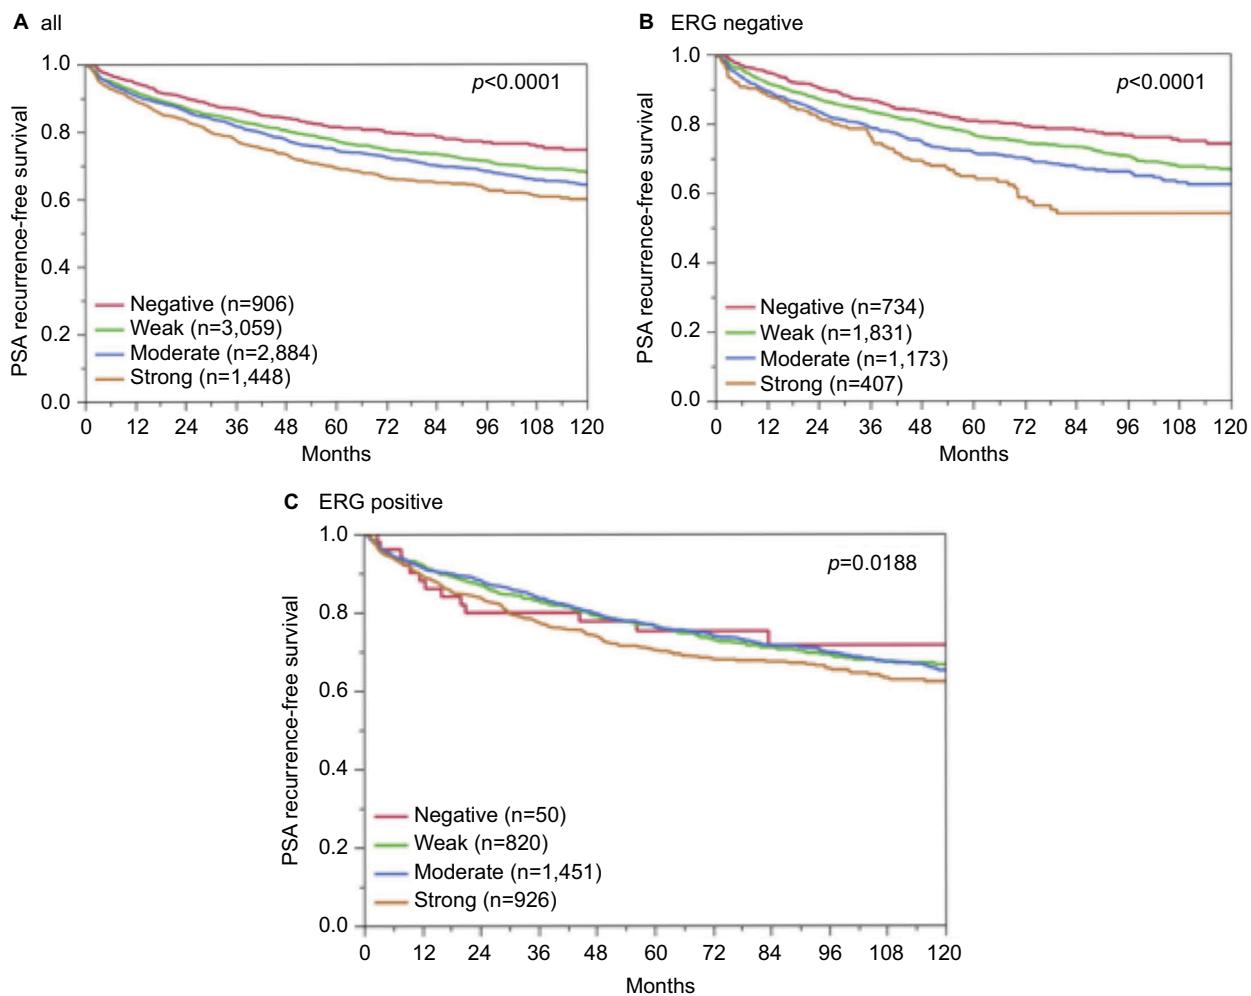 A all
PSA recurrence-free survival
1.0
0.8
0.6
0.4
0.2
0.0
p<0.0001
Negative (n=906)
Weak (n=3,059)
Moderate (n=2,884)
Strong (n=1,448)
0 12 24 36 48 60 72 84 96 108 120
Months
B ERG negative
PSA recurrence-free survival
1.0
0.8
0.6
0.4
0.2
0.0
p<0.0001
Negative (n=734)
Weak (n=1,831)
Moderate (n=1,173)
Strong (n=407)
0 12 24 36 48 60 72 84 96 108 120
Months
C ERG positive
PSA recurrence-free survival
1.0
0.8
0.6
0.4
0.2
0.0
p=0.0188
Negative (n=50)
Weak (n=820)
Moderate (n=1,451)
Strong (n=926)
0 12 24 36 48 60 72 84 96 108 120
Months